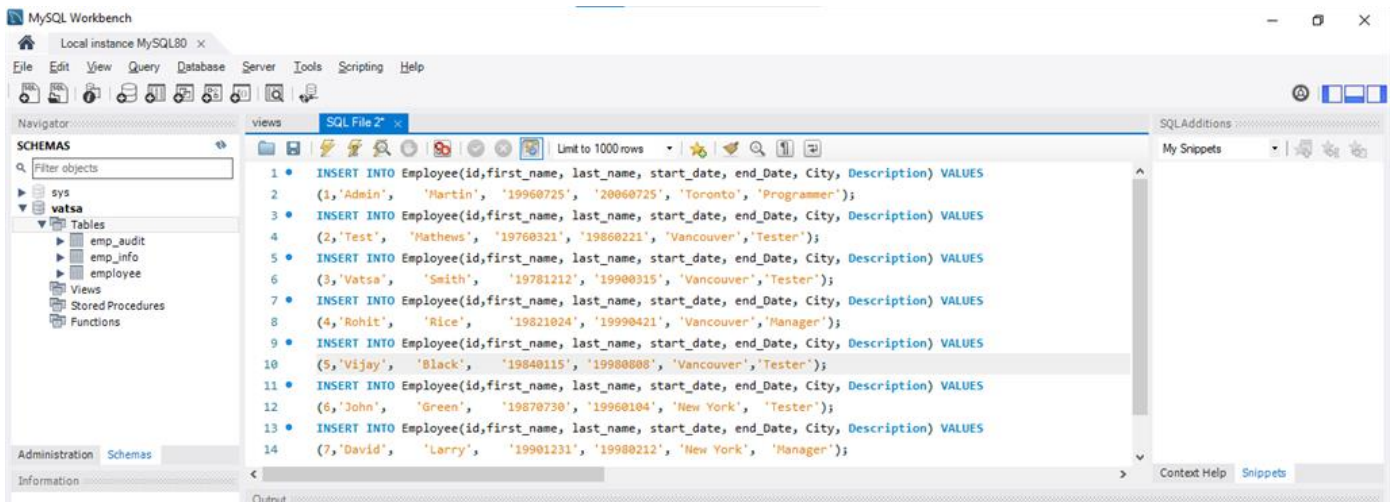 MySQL Workbench
Local instance MySQL80 ×
File Edit View Query Database Server Tools Scripting Help
Navigator
SCHEMAS
Filter objects
sys
vatsa
Tables
emp_audit
emp_info
employee
Views
Stored Procedures
Functions
Administration Schemas
Information
views SQL File 2* ×
Limit to 1000 rows
1 INSERT INTO Employee(id,first_name, last_name, start_date, end_Date, City, Description) VALUES
2 (1,'Admin', 'Martin', '19960725', '20060725', 'Toronto', 'Programmer');
3 INSERT INTO Employee(id,first_name, last_name, start_date, end_Date, City, Description) VALUES
4 (2,'Test', 'Mathews', '19760321', '19860221', 'Vancouver','Tester');
5 INSERT INTO Employee(id,first_name, last_name, start_date, end_Date, City, Description) VALUES
6 (3,'Vatsa', 'Smith', '19781212', '19900315', 'Vancouver','Tester');
7 INSERT INTO Employee(id,first_name, last_name, start_date, end_Date, City, Description) VALUES
8 (4,'Rohit', 'Rice', '19821024', '19990421', 'Vancouver','Manager');
9 INSERT INTO Employee(id,first_name, last_name, start_date, end_Date, City, Description) VALUES
10 (5,'Vijay', 'Black', '19840115', '19980808', 'Vancouver','Tester');
11 INSERT INTO Employee(id,first_name, last_name, start_date, end_Date, City, Description) VALUES
12 (6,'John', 'Green', '19870730', '19960104', 'New York', 'Tester');
13 INSERT INTO Employee(id,first_name, last_name, start_date, end_Date, City, Description) VALUES
14 (7,'David', 'Larry', '19901231', '19980212', 'New York', 'Manager');
Output
SQLAdditions
My Snippets
Context Help Snippets